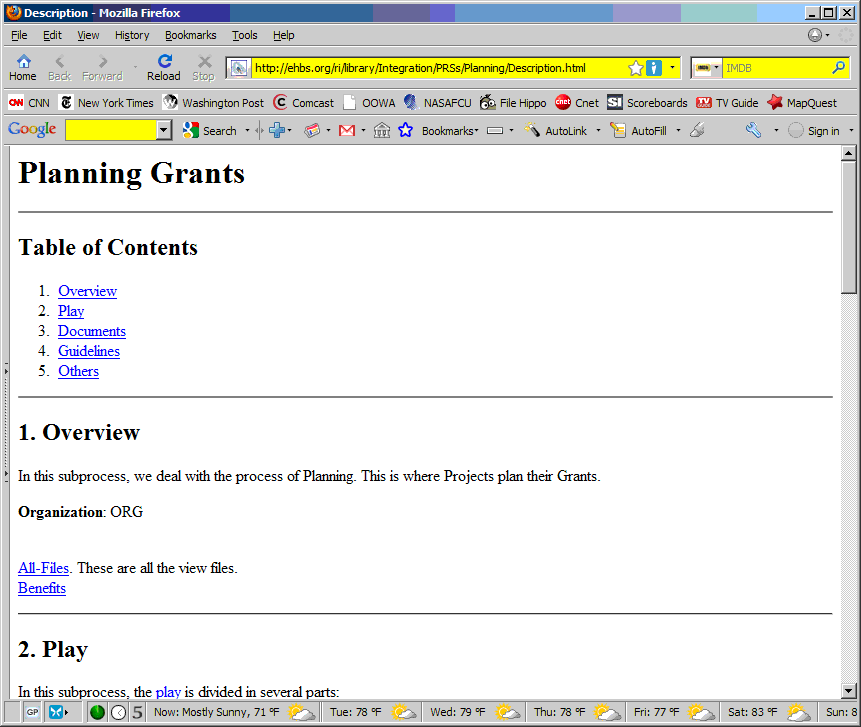 Description - Mozilla Firefox
File Edit View History Bookmarks Tools Help
Home Back Forward Reload Stop http://ehbs.org/ri/library/Integration/PRSs/Planning/Description.html IMDB
CNN New York Times Washington Post Comcast OOWA NASAFCU File Hippo cnet Cnet SI Scoreboards TV Guide MapQuest
Google Search Bookmarks AutoLink AutoFill Sign in
Planning Grants
Table of Contents
1. Overview
2. Play
3. Documents
4. Guidelines
5. Others
1. Overview
In this subprocess, we deal with the process of Planning. This is where Projects plan their Grants.
Organization: ORG
All-Files. These are all the view files.
Benefits
2. Play
In this subprocess, the play is divided in several parts:
GP 5 Now: Mostly Sunny, 71 °F Tue: 78 °F Wed: 79 °F Thu: 78 °F Fri: 77 °F Sat: 83 °F Sun: 8